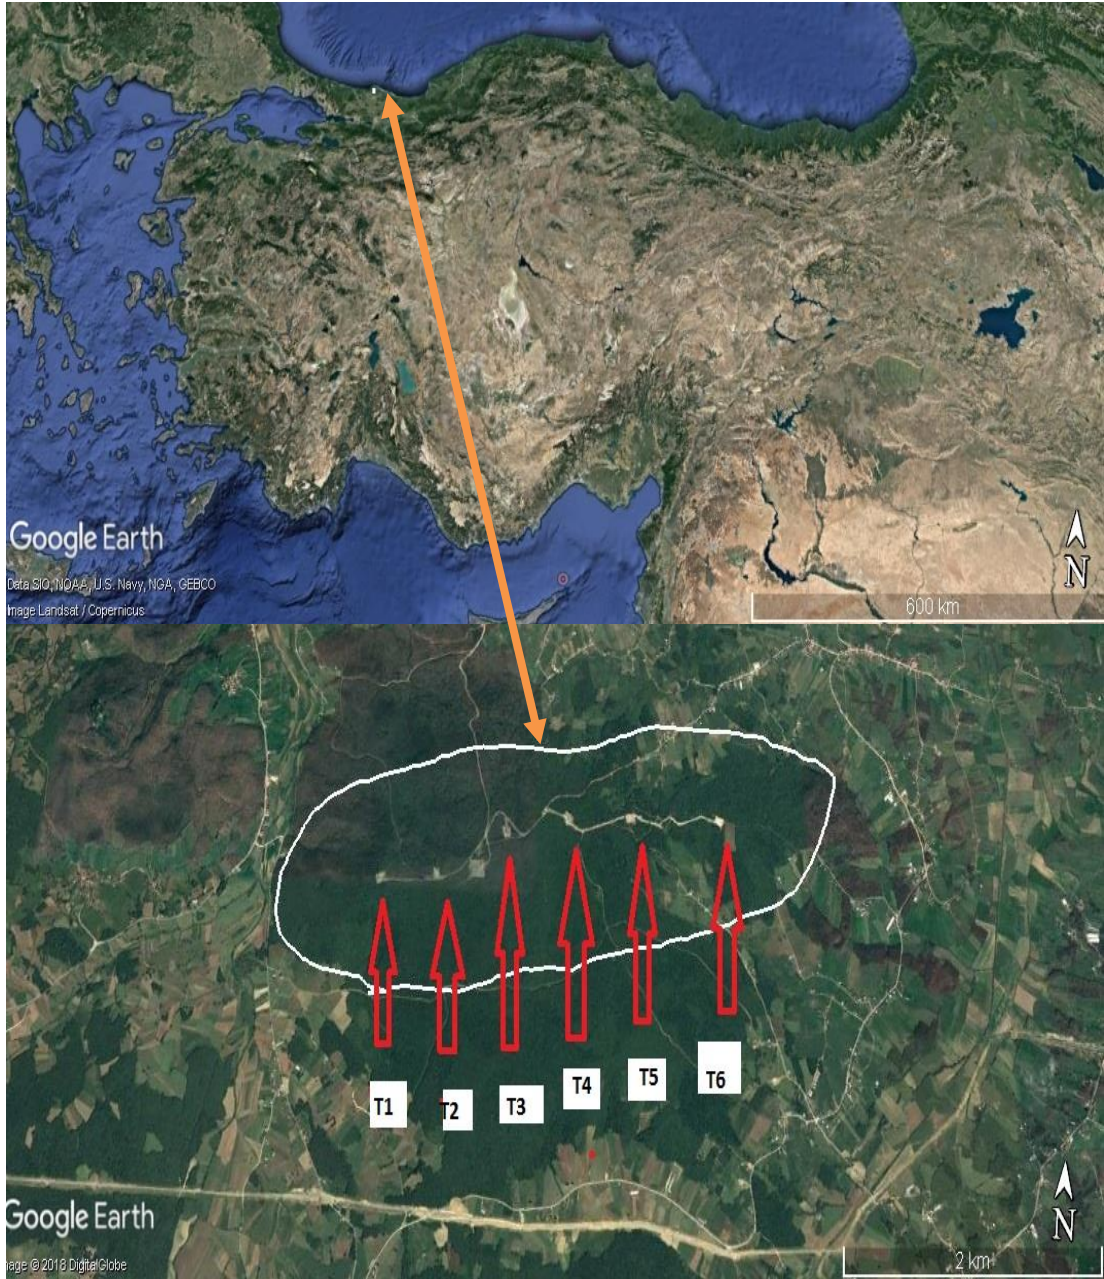 Google Earth
Data SIO, NOAA, U.S. Navy, NGA, GEBCO
Image Landsat / Copernicus
N
600 km
T1
T2
T3
T4
T5
T6
Google Earth
age © 2018 DigitalGlobe
N
2 km